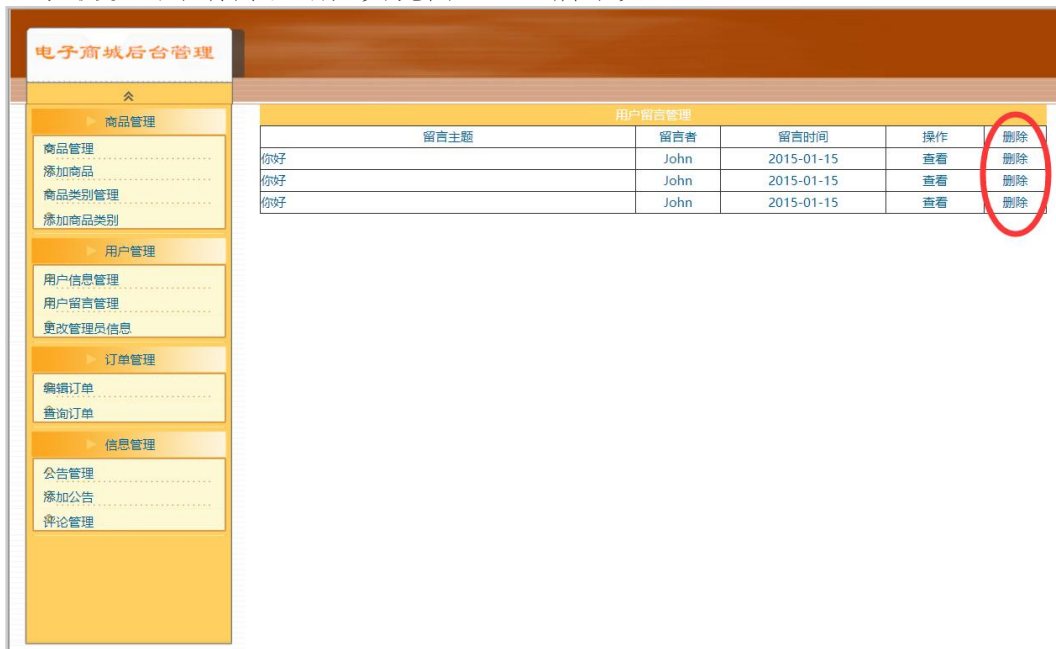 电子商城后台管理
商品管理
商品管理
添加商品
商品类别管理
添加商品类别
用户管理
用户信息管理
用户留言管理
更改管理员信息
订单管理
编辑订单
查询订单
信息管理
公告管理
添加公告
评论管理
用户留言管理
留言主题 留言者 留言时间 操作 删除
你好 John 2015-01-15 查看 删除
你好 John 2015-01-15 查看 删除
你好 John 2015-01-15 查看 删除